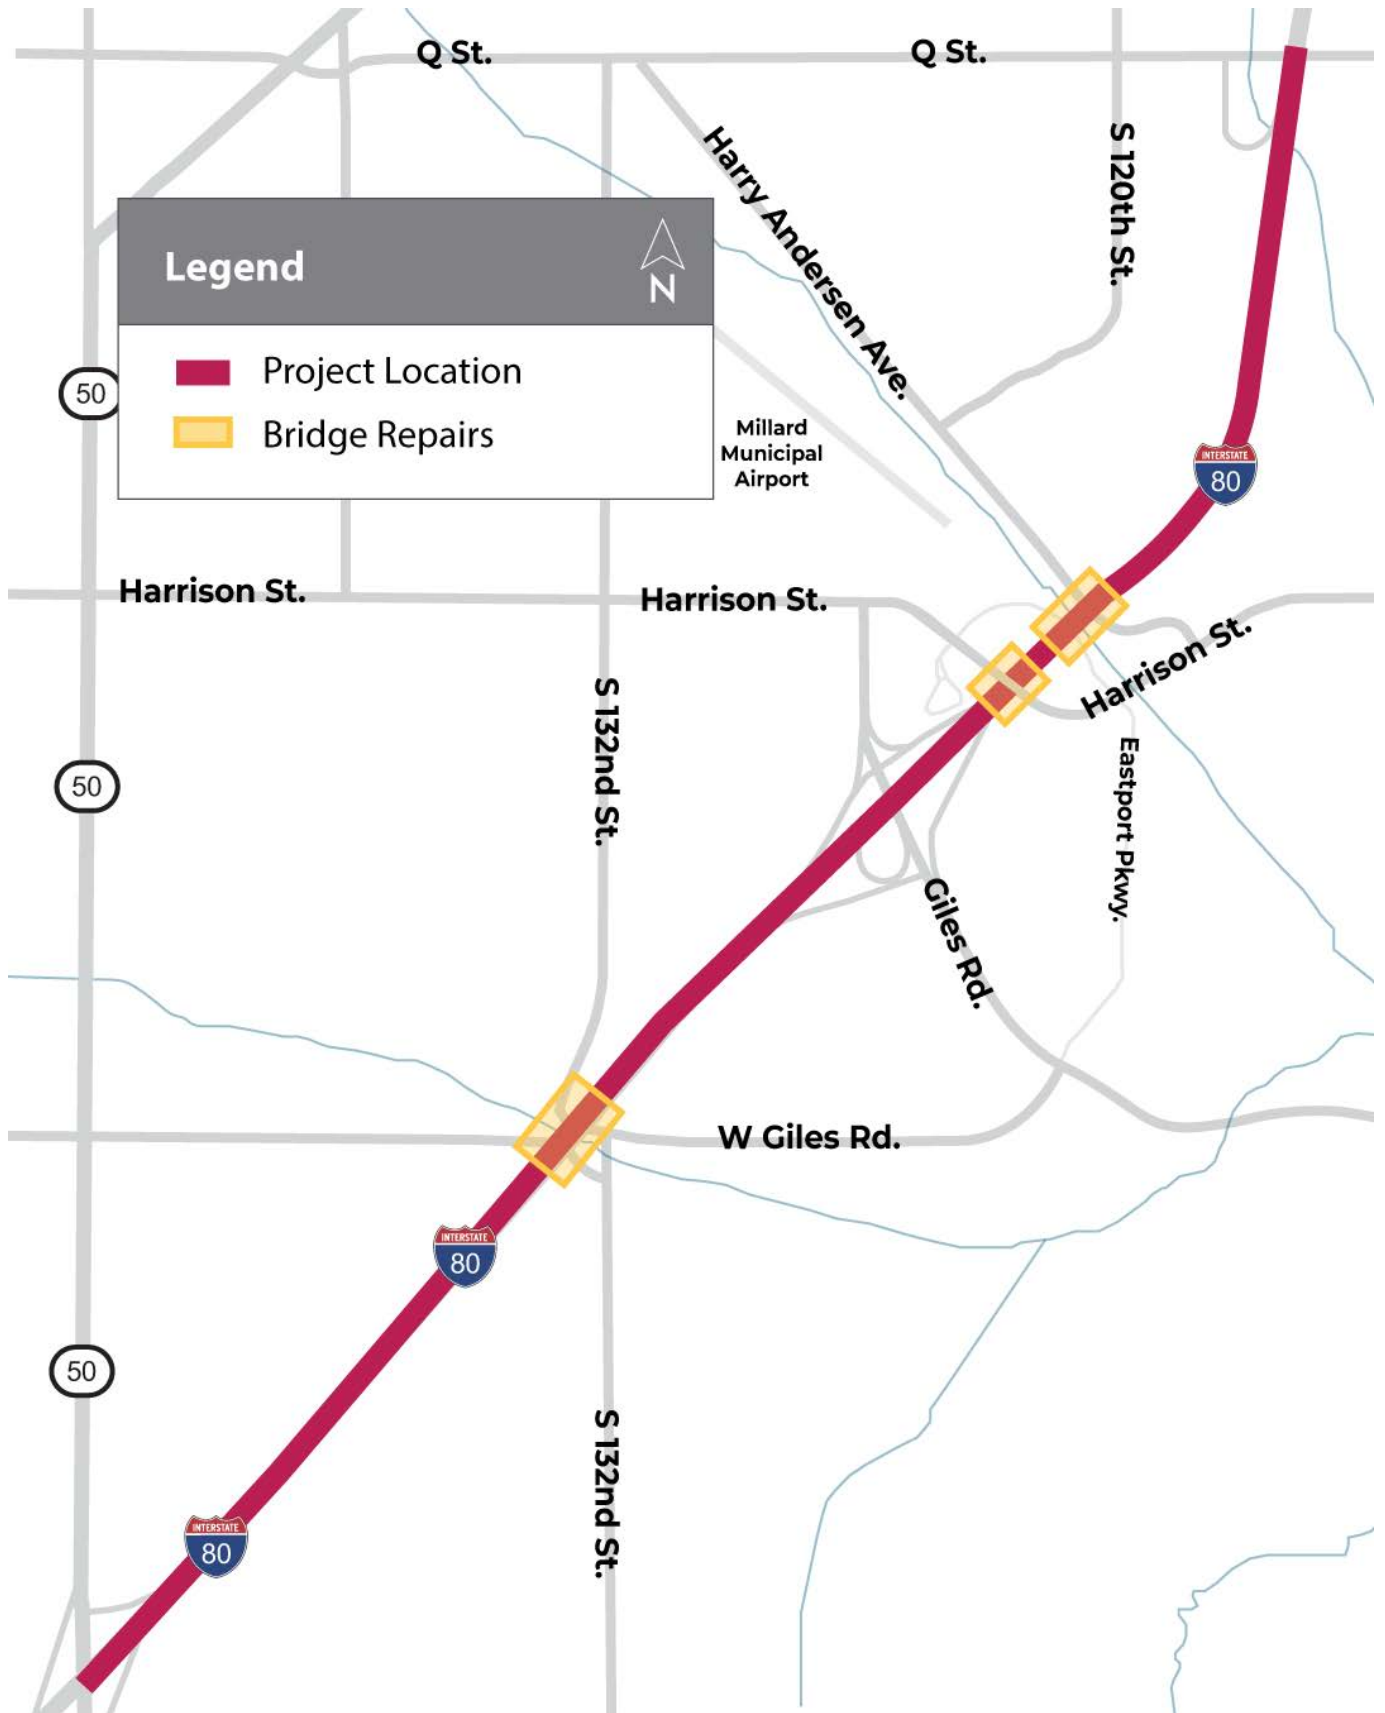 Q St.
Q St.
Harry Andersen Ave.
S 120th St.
Legend
N
Project Location
Bridge Repairs
50
Millard
Municipal
Airport
INTERSTATE
80
Harrison St.
Harrison St.
Harrison St.
S 132nd St.
50
Eastport Pkwy.
Giles Rd.
W Giles Rd.
INTERSTATE
80
50
S 132nd St.
INTERSTATE
80